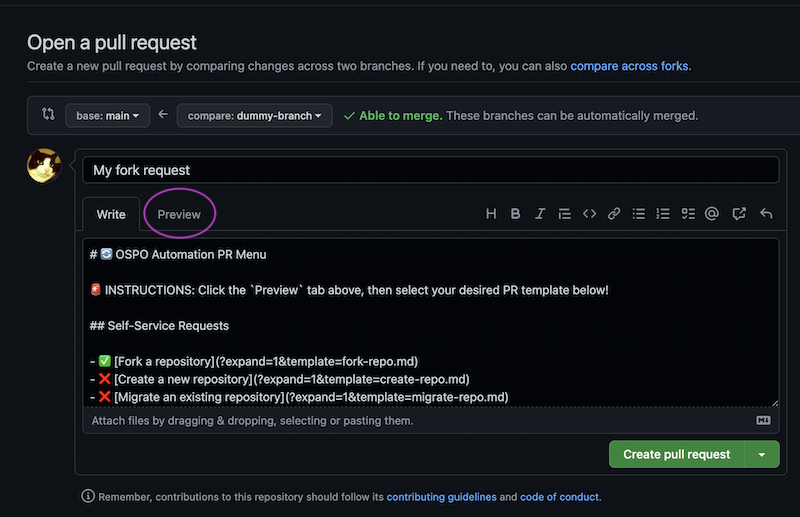 Open a pull request
Create a new pull request by comparing changes across two branches. If you need to, you can also compare across forks.
base: main compare: dummy-branch Able to merge. These branches can be automatically merged.
My fork request
Write Preview
# 🔄 OSPO Automation PR Menu
🚨 INSTRUCTIONS: Click the `Preview` tab above, then select your desired PR template below!
## Self-Service Requests
- ✅ [Fork a repository](?expand=1&template=fork-repo.md)
- ❌ [Create a new repository](?expand=1&template=create-repo.md)
- ❌ [Migrate an existing repository](?expand=1&template=migrate-repo.md)
Attach files by dragging & dropping, selecting or pasting them.
Create pull request
Remember, contributions to this repository should follow its contributing guidelines and code of conduct.